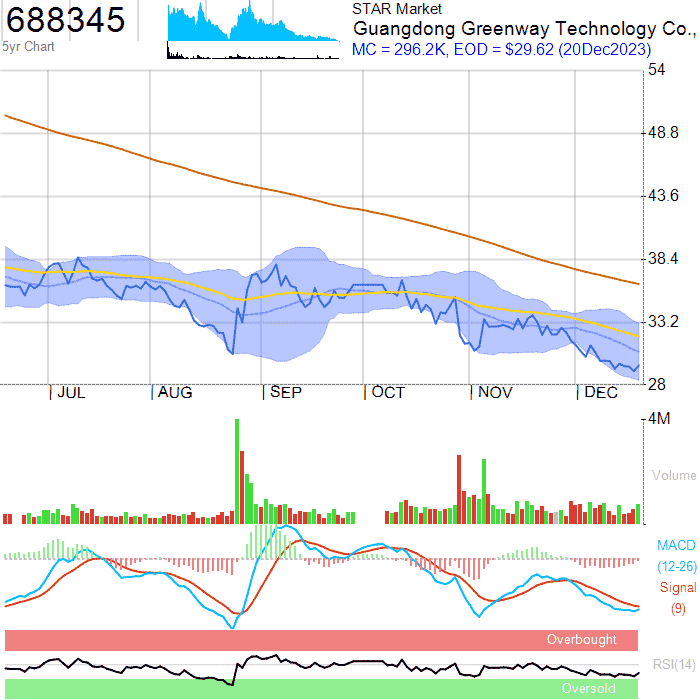 688345
5yr Chart
STAR Market
Guangdong Greenway Technology Co.,
MC = 296.2K, EOD = $29.62 (20Dec2023)
54
48.8
43.6
38.4
33.2
28
JUL AUG SEP OCT NOV DEC
4M
Volume
MACD
(12-26)
Signal
(9)
Overbought
RSI(14)
Oversold